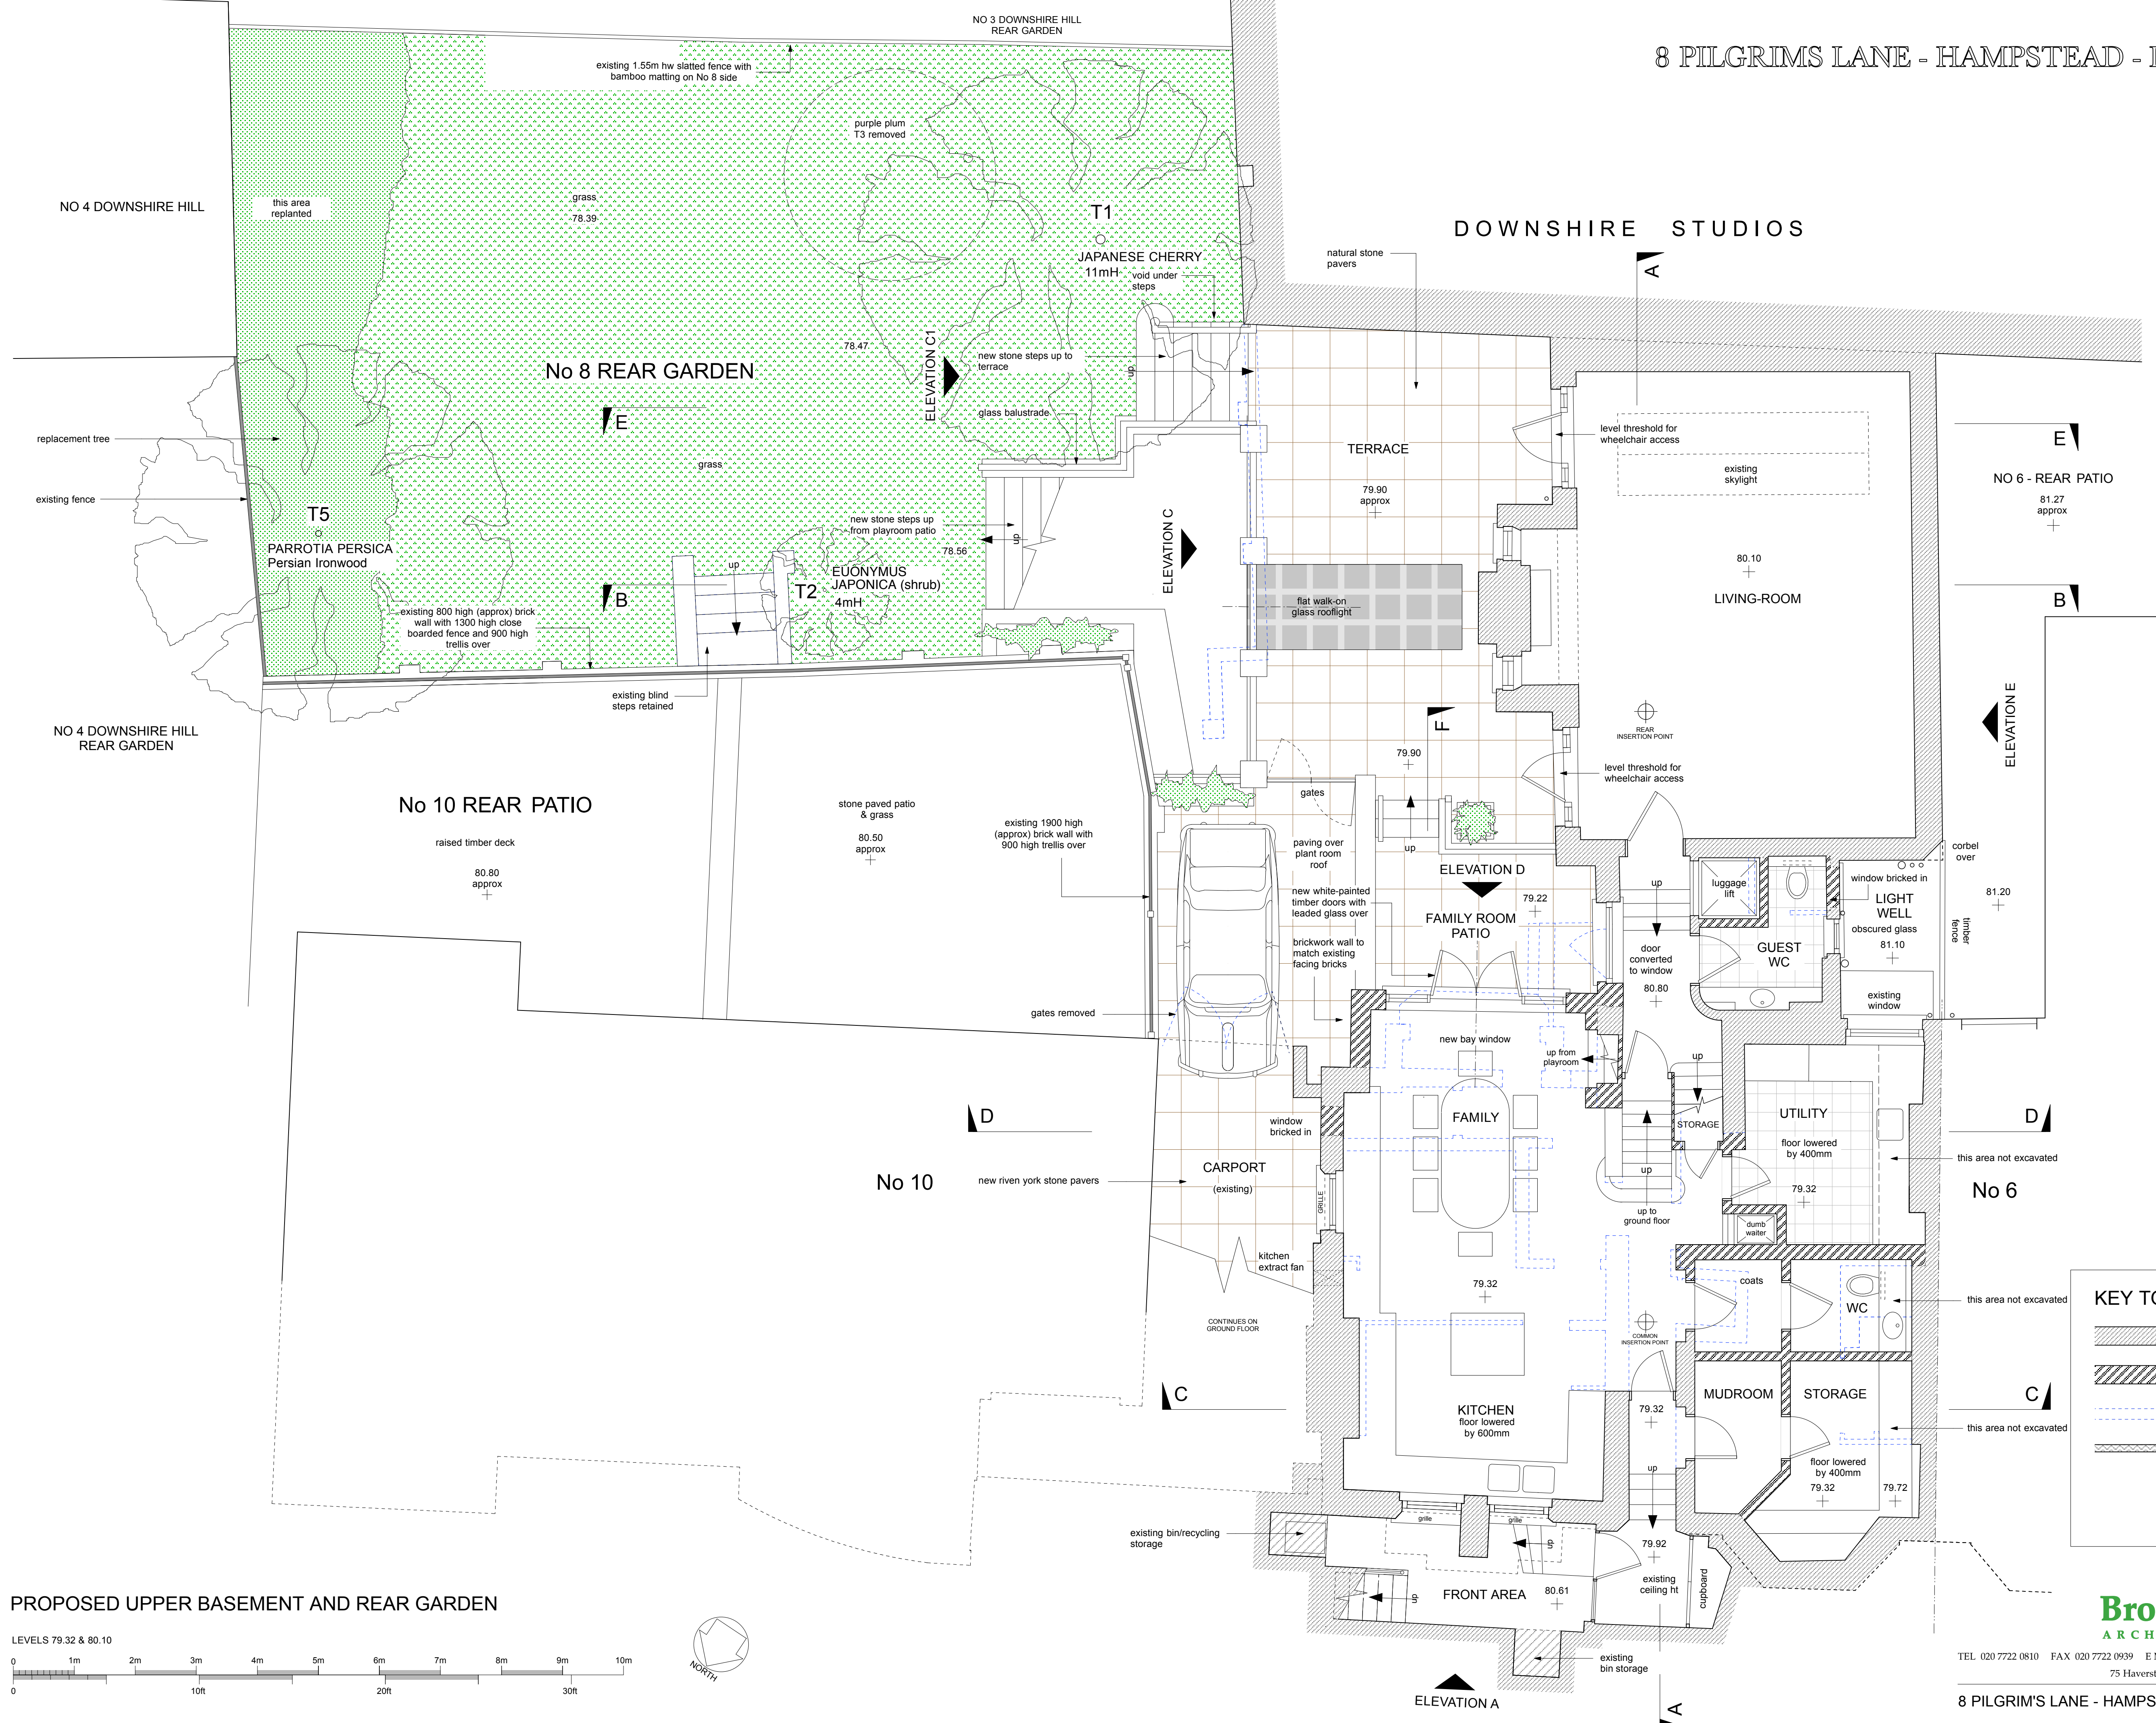 NO 3 DOWNSHIRE HILL
REAR GARDEN
8 PILGRIMS LANE - HAMPSTEAD -
existing 1.55m hw slatted fence with
bamboo matting on No 8 side
purple plum
T3 removed
NO 4 DOWNSHIRE HILL
this area
replanted
grass
78.39
T1
JAPANESE CHERRY
11mH
void under
steps
DOWNSHIRE STUDIOS
natural stone
pavers
A
78.47
ELEVATION C1
new stone steps up to
terrace
up
No 8 REAR GARDEN
glass balustrade
E
replacement tree
grass
existing fence
T5
PARROTIA PERSICA
Persian Ironwood
new stone steps up
from playroom patio
78.56
up
ELEVATION C
TERRACE
79.90
approx
level threshold for
wheelchair access
existing
skylight
E
NO 6 - REAR PATIO
81.27
approx
80.10
LIVING-ROOM
up
EUONYMUS
JAPONICA (shrub)
T2
4mH
B
existing 800 high (approx) brick
wall with 1300 high close
boarded fence and 900 high
trellis over
flat walk-on
glass rooflight
B
existing blind
steps retained
NO 4 DOWNSHIRE HILL
REAR GARDEN
F
REAR
INSERTION POINT
ELEVATION E
79.90
level threshold for
wheelchair access
No 10 REAR PATIO
raised timber deck
80.80
approx
stone paved patio
& grass
80.50
approx
existing 1900 high
(approx) brick wall with
900 high trellis over
gates
paving over
plant room
roof
up
ELEVATION D
new white-painted
timber doors with
leaded glass over
79.22
FAMILY ROOM
PATIO
brickwork wall to
match existing
facing bricks
up
luggage
lift
window bricked in
corbel
over
LIGHT
WELL
obscured glass
81.10
81.20
timber
fence
door
converted
to window
80.80
GUEST
WC
existing
window
gates removed
new bay window
up from
playroom
up
D
FAMILY
STORAGE
UTILITY
floor lowered
by 400mm
D
window
bricked in
this area not excavated
No 10
new riven york stone pavers
CARPORT
(existing)
GRILLE
up
79.32
No 6
up to
ground floor
dumb
waiter
kitchen
extract fan
79.32
coats
WC
this area not excavated
KEY TO
CONTINUES ON
GROUND FLOOR
COMMON
INSERTION POINT
C
KITCHEN
floor lowered
by 600mm
79.32
MUDROOM
STORAGE
C
this area not excavated
up
floor lowered
by 400mm
79.32
79.72
grille
grille
existing bin/recycling
storage
up
79.92
existing
ceiling ht
cupboard
up
FRONT AREA
80.61
existing
bin storage
ELEVATION A
A
PROPOSED UPPER BASEMENT AND REAR GARDEN
LEVELS 79.32 & 80.10
0 1m 2m 3m 4m 5m 6m 7m 8m 9m 10m
0 10ft 20ft 30ft
NORTH
Bro
ARCH
TEL 020 7722 0810 FAX 020 7722 0939 E
75 Haverst
8 PILGRIM'S LANE - HAMPS